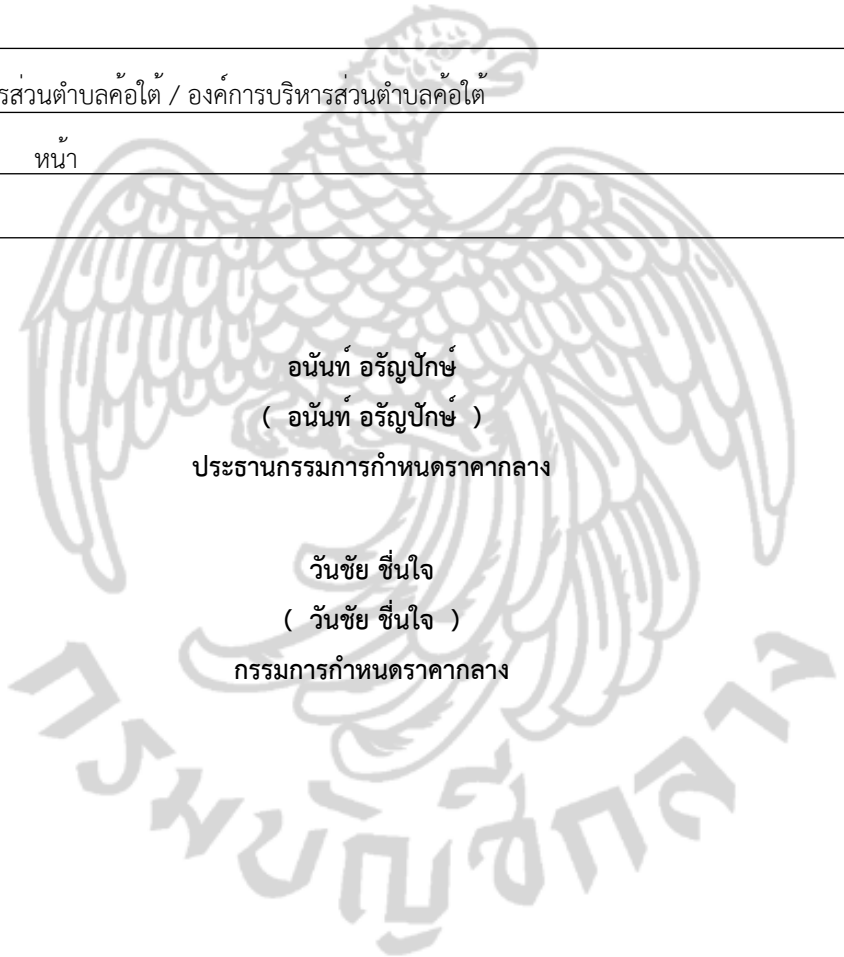 รส่วนตำบลค้อใต้ / องค์การบริหารส่วนตำบลค้อใต้
หน้า
อนันท์ อรัญปักษ์
( อนันท์ อรัญปักษ์ )
ประธานกรรมการกำหนดราคากลาง
วันชัย ชื่นใจ
( วันชัย ชื่นใจ )
กรรมการกำหนดราคากลาง
กรมบัญชีกลาง